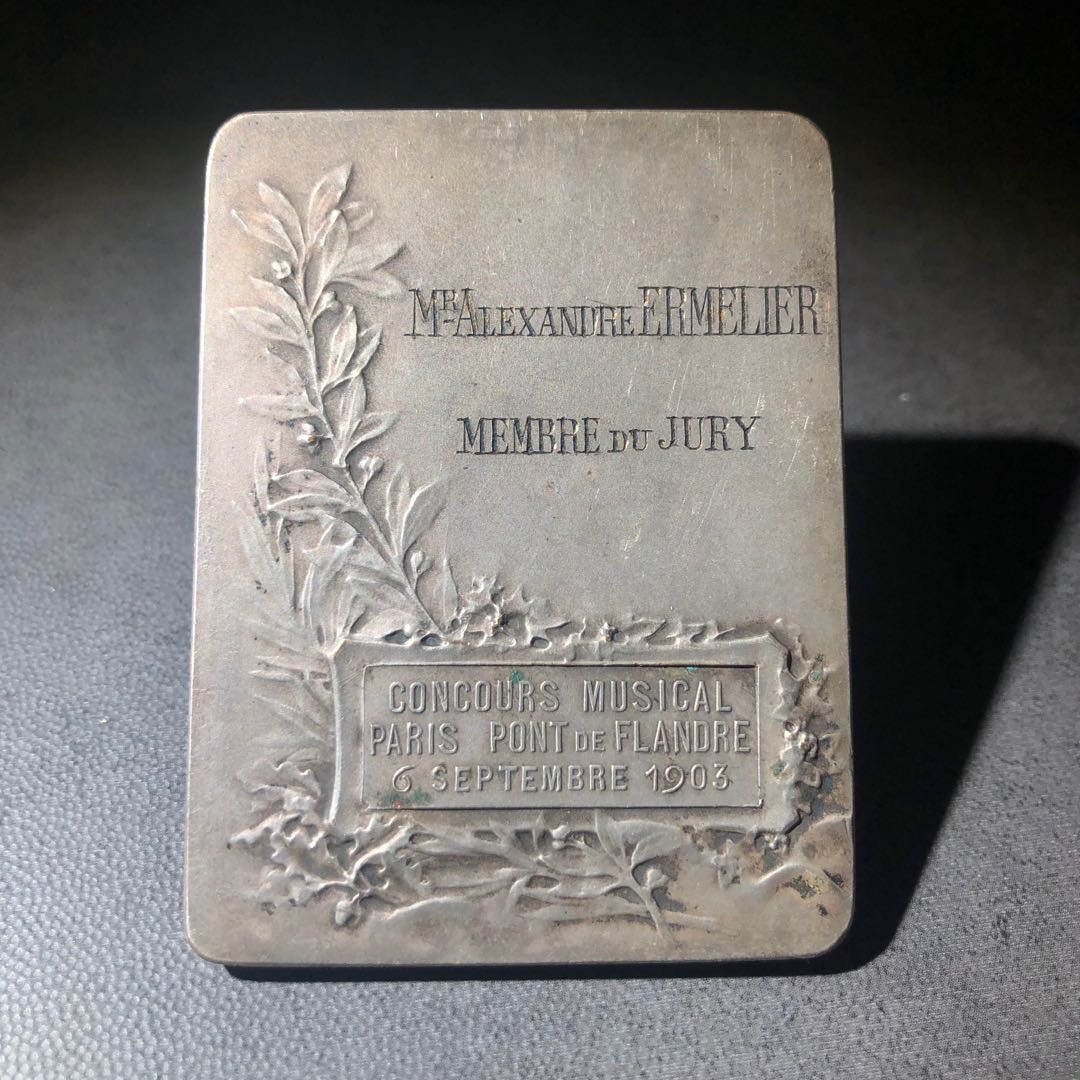 MR ALEXANDRE ERMELIER
MEMBRE DU JURY
CONCOURS MUSICAL
PARIS PONT DE FLANDRE
6 SEPTEMBRE 1903